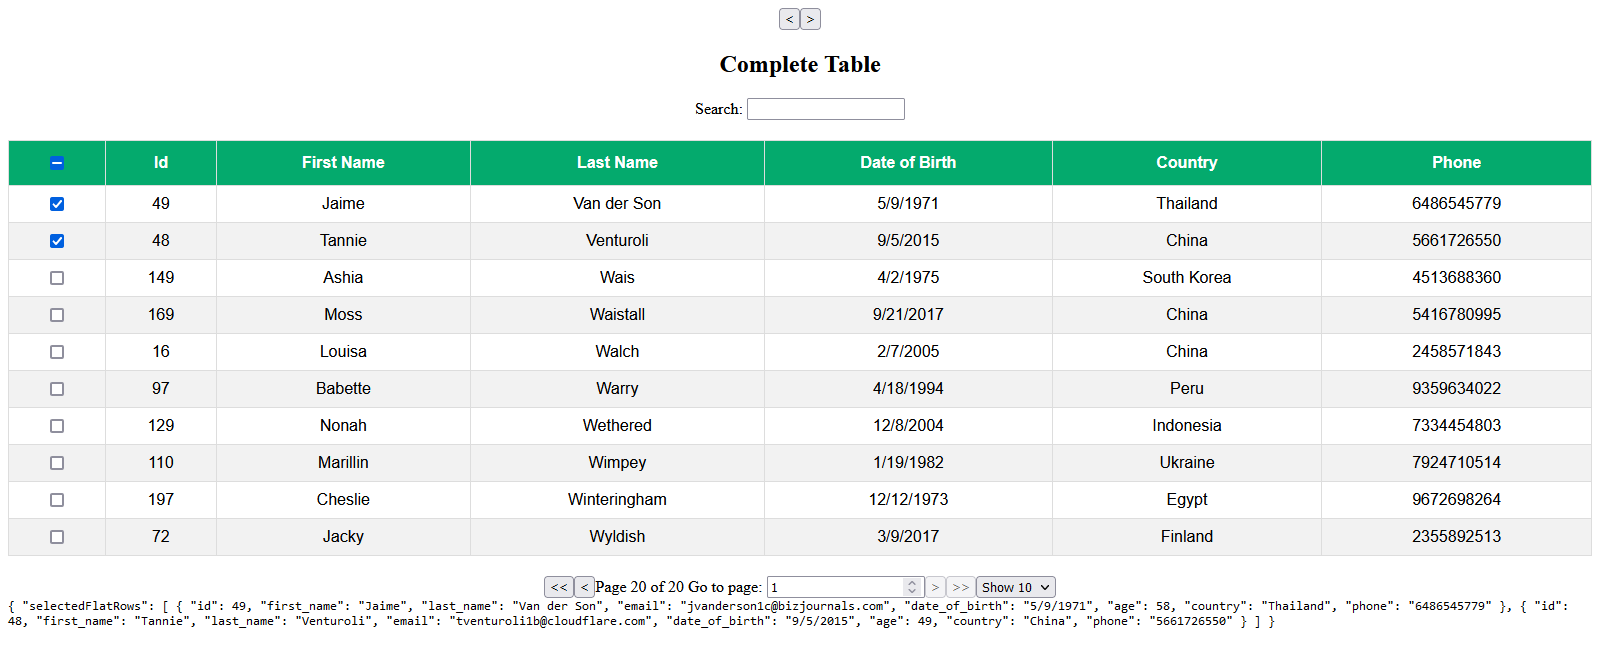 < >
Complete Table
Search:
Id First Name Last Name Date of Birth Country Phone
49 Jaime Van der Son 5/9/1971 Thailand 6486545779
48 Tannie Venturoli 9/5/2015 China 5661726550
149 Ashia Wais 4/2/1975 South Korea 4513688360
169 Moss Waistall 9/21/2017 China 5416780995
16 Louisa Walch 2/7/2005 China 2458571843
97 Babette Warry 4/18/1994 Peru 9359634022
129 Nonah Wethered 12/8/2004 Indonesia 7334454803
110 Marillin Wimpey 1/19/1982 Ukraine 7924710514
197 Cheslie Winteringham 12/12/1973 Egypt 9672698264
72 Jacky Wyldish 3/9/2017 Finland 2355892513
<< < Page 20 of 20 Go to page: 1 > >> Show 10
{ "selectedFlatRows": [ { "id": 49, "first_name": "Jaime", "last_name": "Van der Son", "email": "jvanderson1c@bizjournals.com", "date_of_birth": "5/9/1971", "age": 58, "country": "Thailand", "phone": "6486545779" }, { "id":
48, "first_name": "Tannie", "last_name": "Venturoli", "email": "tventuroli1b@cloudflare.com", "date_of_birth": "9/5/2015", "age": 49, "country": "China", "phone": "5661726550" } ] }